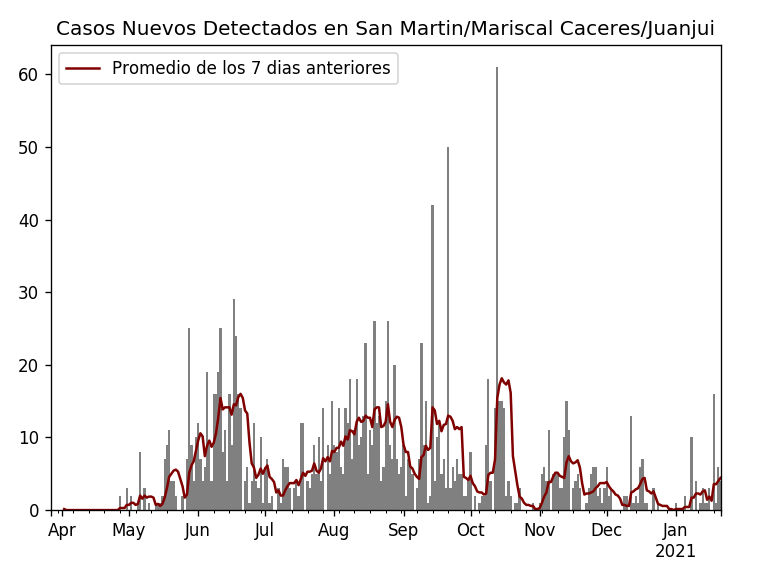 Casos Nuevos Detectados en San Martin/Mariscal Caceres/Juanjui
Promedio de los 7 dias anteriores
60
50
40
30
20
10
0
Apr May Jun Jul Aug Sep Oct Nov Dec Jan
2021